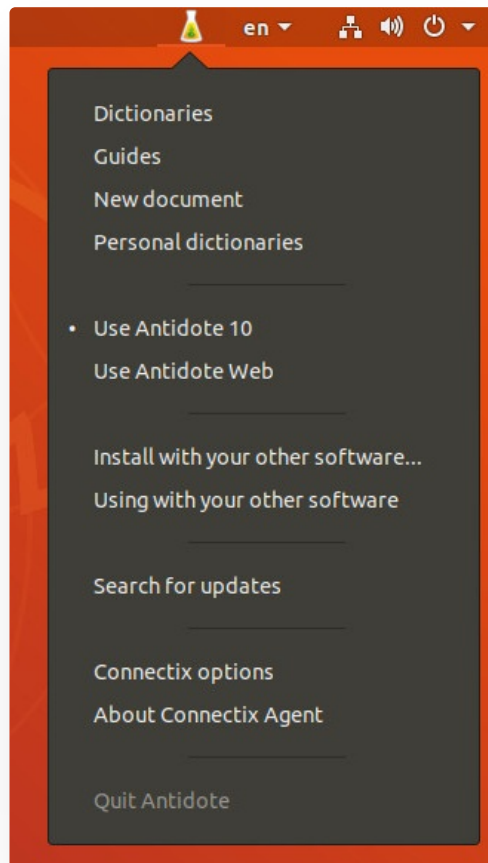 en
Dictionaries
Guides
New document
Personal dictionaries
Use Antidote 10
Use Antidote Web
Install with your other software...
Using with your other software
Search for updates
Connectix options
About Connectix Agent
Quit Antidote